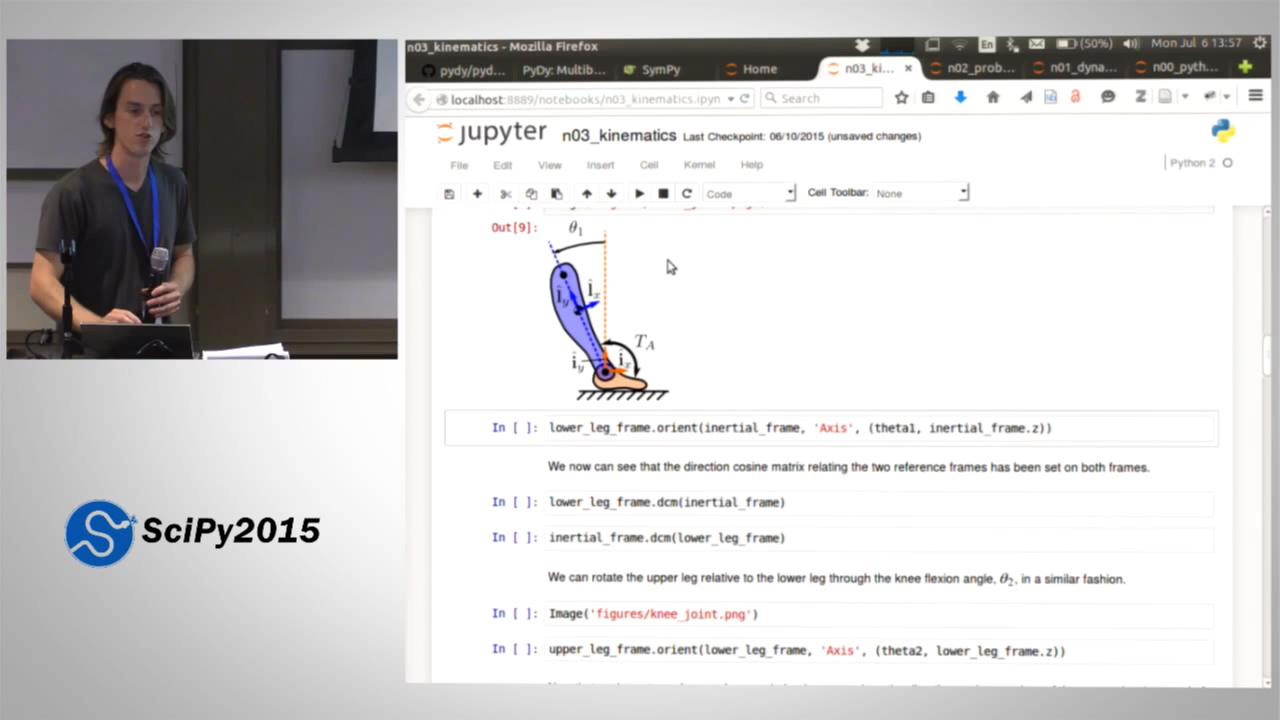 n03_kinematics - Mozilla Firefox
En
(50%)
Mon Jul 6 13:57
pydy/pyd...
PyDy: Multib...
SymPy
Home
n03_ki...
n02_prob...
n01_dyna...
n00_pyth...
localhost:8889/notebooks/n03_kinematics.ipyn
Search
jupyter n03_kinematics Last Checkpoint: 06/10/2015 (unsaved changes)
File Edit View Insert Cell Kernel Help
Python 2
Code
Cell Toolbar: None
Out[9]:
θ1
l̂y
l̂x
TA
îy
îx
In [ ]: lower_leg_frame.orient(inertial_frame, 'Axis', (theta1, inertial_frame.z))
We now can see that the direction cosine matrix relating the two reference frames has been set on both frames.
In [ ]: lower_leg_frame.dcm(inertial_frame)
In [ ]: inertial_frame.dcm(lower_leg_frame)
We can rotate the upper leg relative to the lower leg through the knee flexion angle, θ2, in a similar fashion.
In [ ]: Image('figures/knee_joint.png')
In [ ]: upper_leg_frame.orient(lower_leg_frame, 'Axis', (theta2, lower_leg_frame.z))
SciPy2015